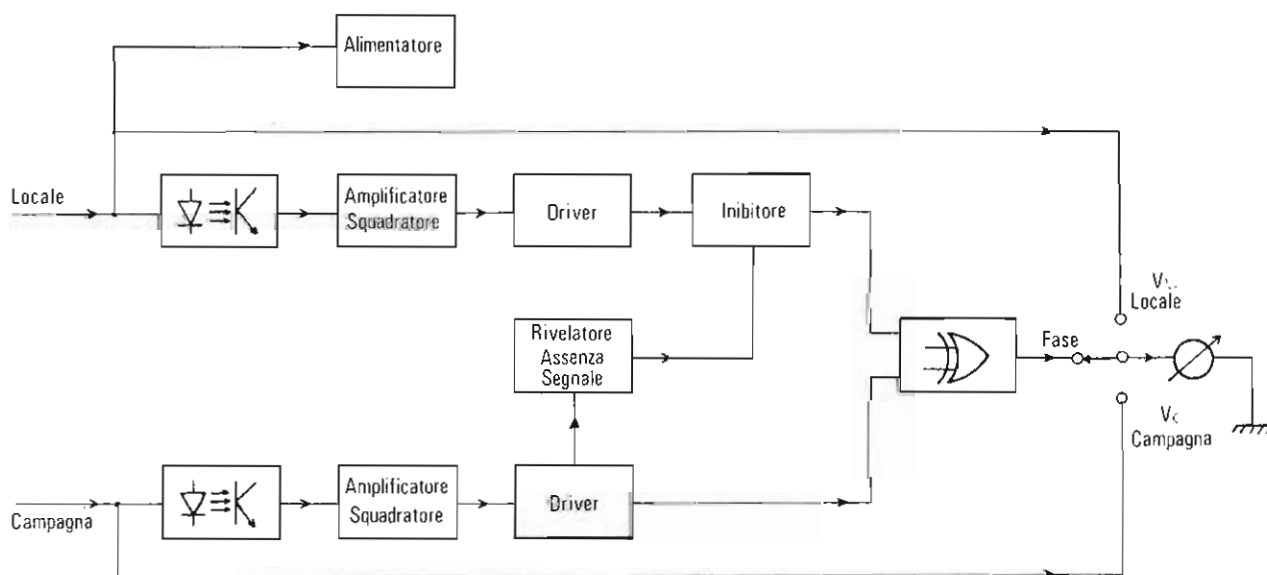 Alimentatore
Locale
Amplificatore
Squadratore
Driver
Inibitore
Rivelatore
Assenza
Segnale
Fase
Locale
Campagna
Campagna
Amplificatore
Squadratore
Driver